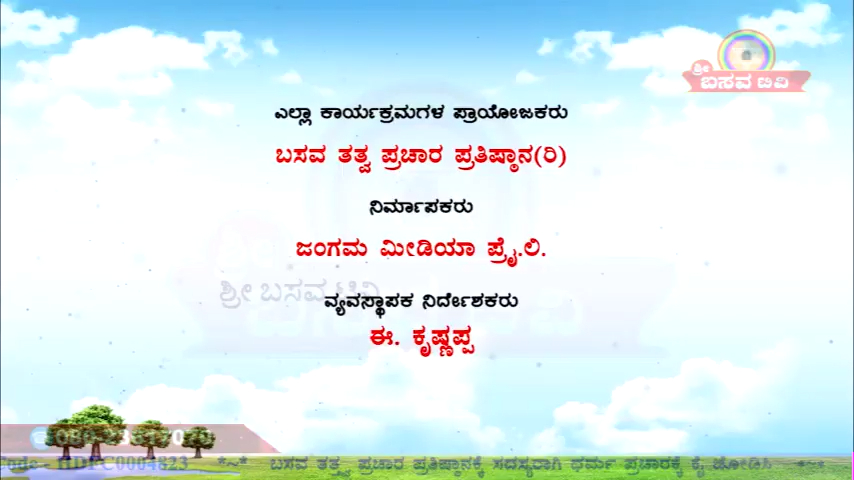 ಶ್ರೀ
ಬಸವ ಟಿವಿ
ಎಲ್ಲಾ ಕಾರ್ಯಕ್ರಮಗಳ ಪ್ರಾಯೋಜಕರು
ಬಸವ ತತ್ವ ಪ್ರಚಾರ ಪ್ರತಿಷ್ಠಾನ(ರಿ)
ನಿರ್ಮಾಪಕರು
ಜಂಗಮ ಮೀಡಿಯಾ ಪ್ರೈ.ಲಿ.
ಶ್ರೀ ಬಸವ ಟಿವಿ
ವ್ಯವಸ್ಥಾಪಕ ನಿರ್ದೇಶಕರು
ಈ. ಕೃಷ್ಣಪ್ಪ
ಬಸವ ತತ್ವ ಪ್ರಚಾರ ಪ್ರತಿಷ್ಠಾನಕ್ಕೆ ಸದಸ್ಯರಾಗಿ ಧರ್ಮ ಪ್ರಚಾರಕ್ಕೆ ಕೈ ಜೋಡಿಸಿ